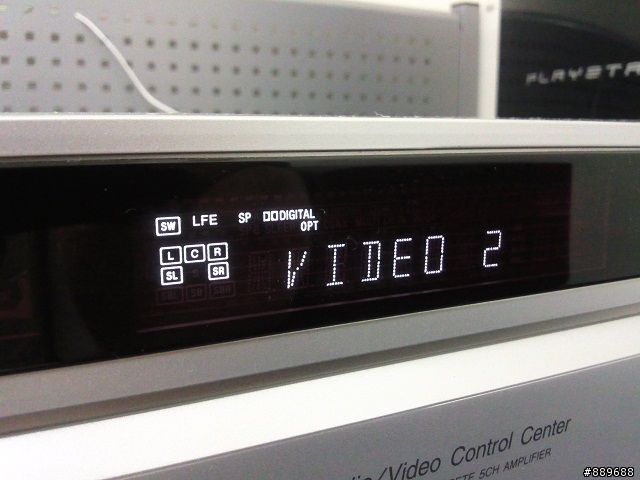 PLAYSTA
SW LFE SP DIGITAL
OPT
L C R
SL SR
VIDEO 2
/Video Control Center
5CH AMPLIFIER
#889688